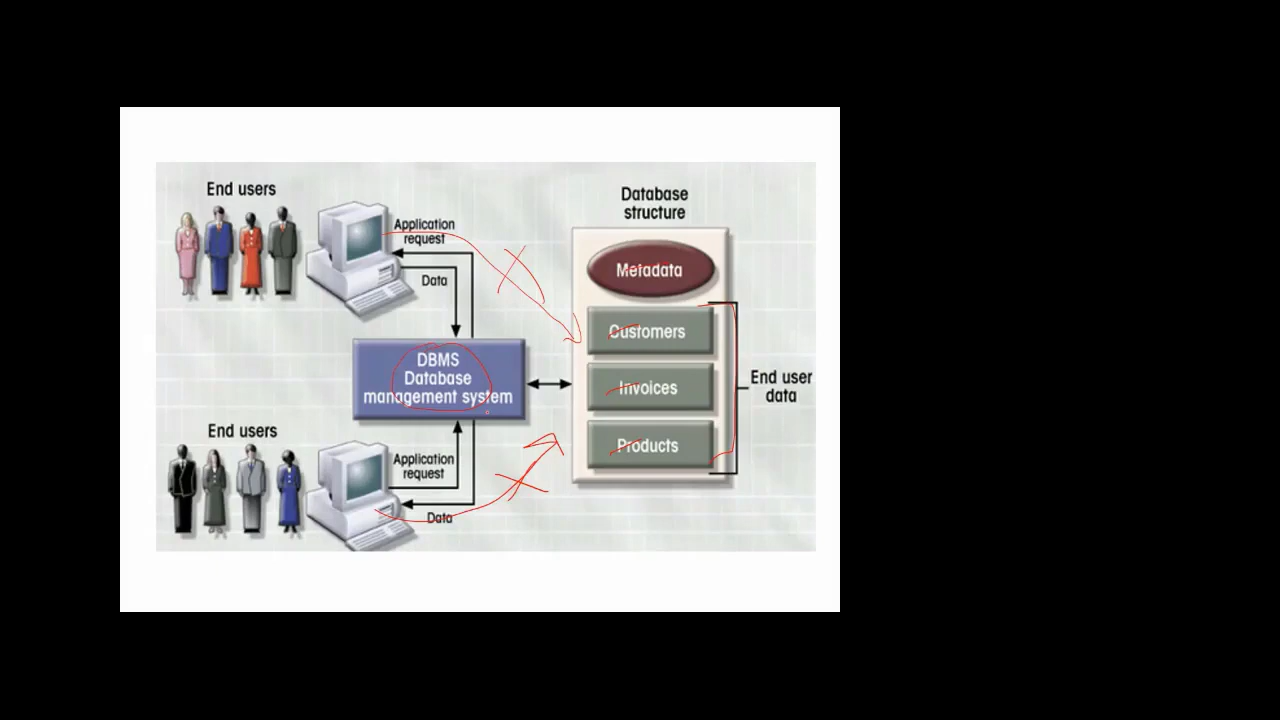 End users
Application
request
Data
Database
structure
Metadata
Customers
Invoices
Products
End user
data
DBMS
Database
management system
End users
Application
request
Data